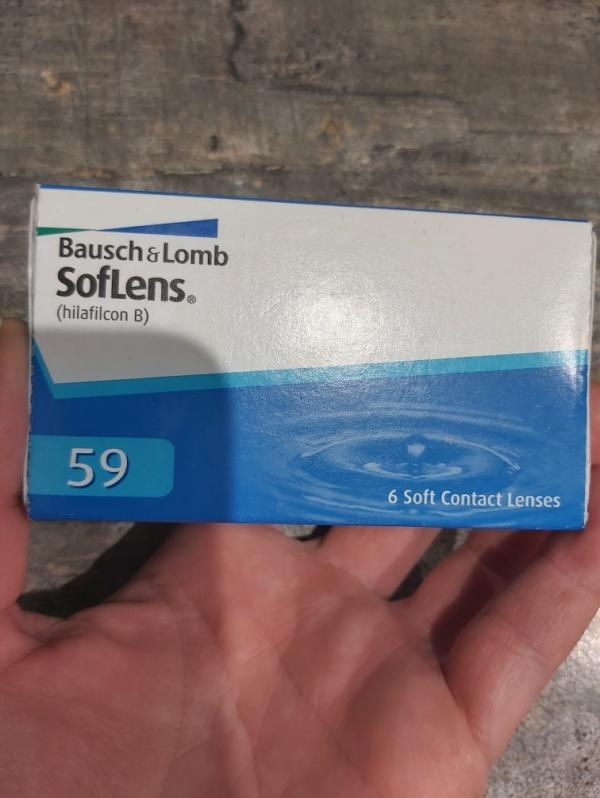 Bausch & Lomb
SofLens®
(hilafilcon B)
59
6 Soft Contact Lenses